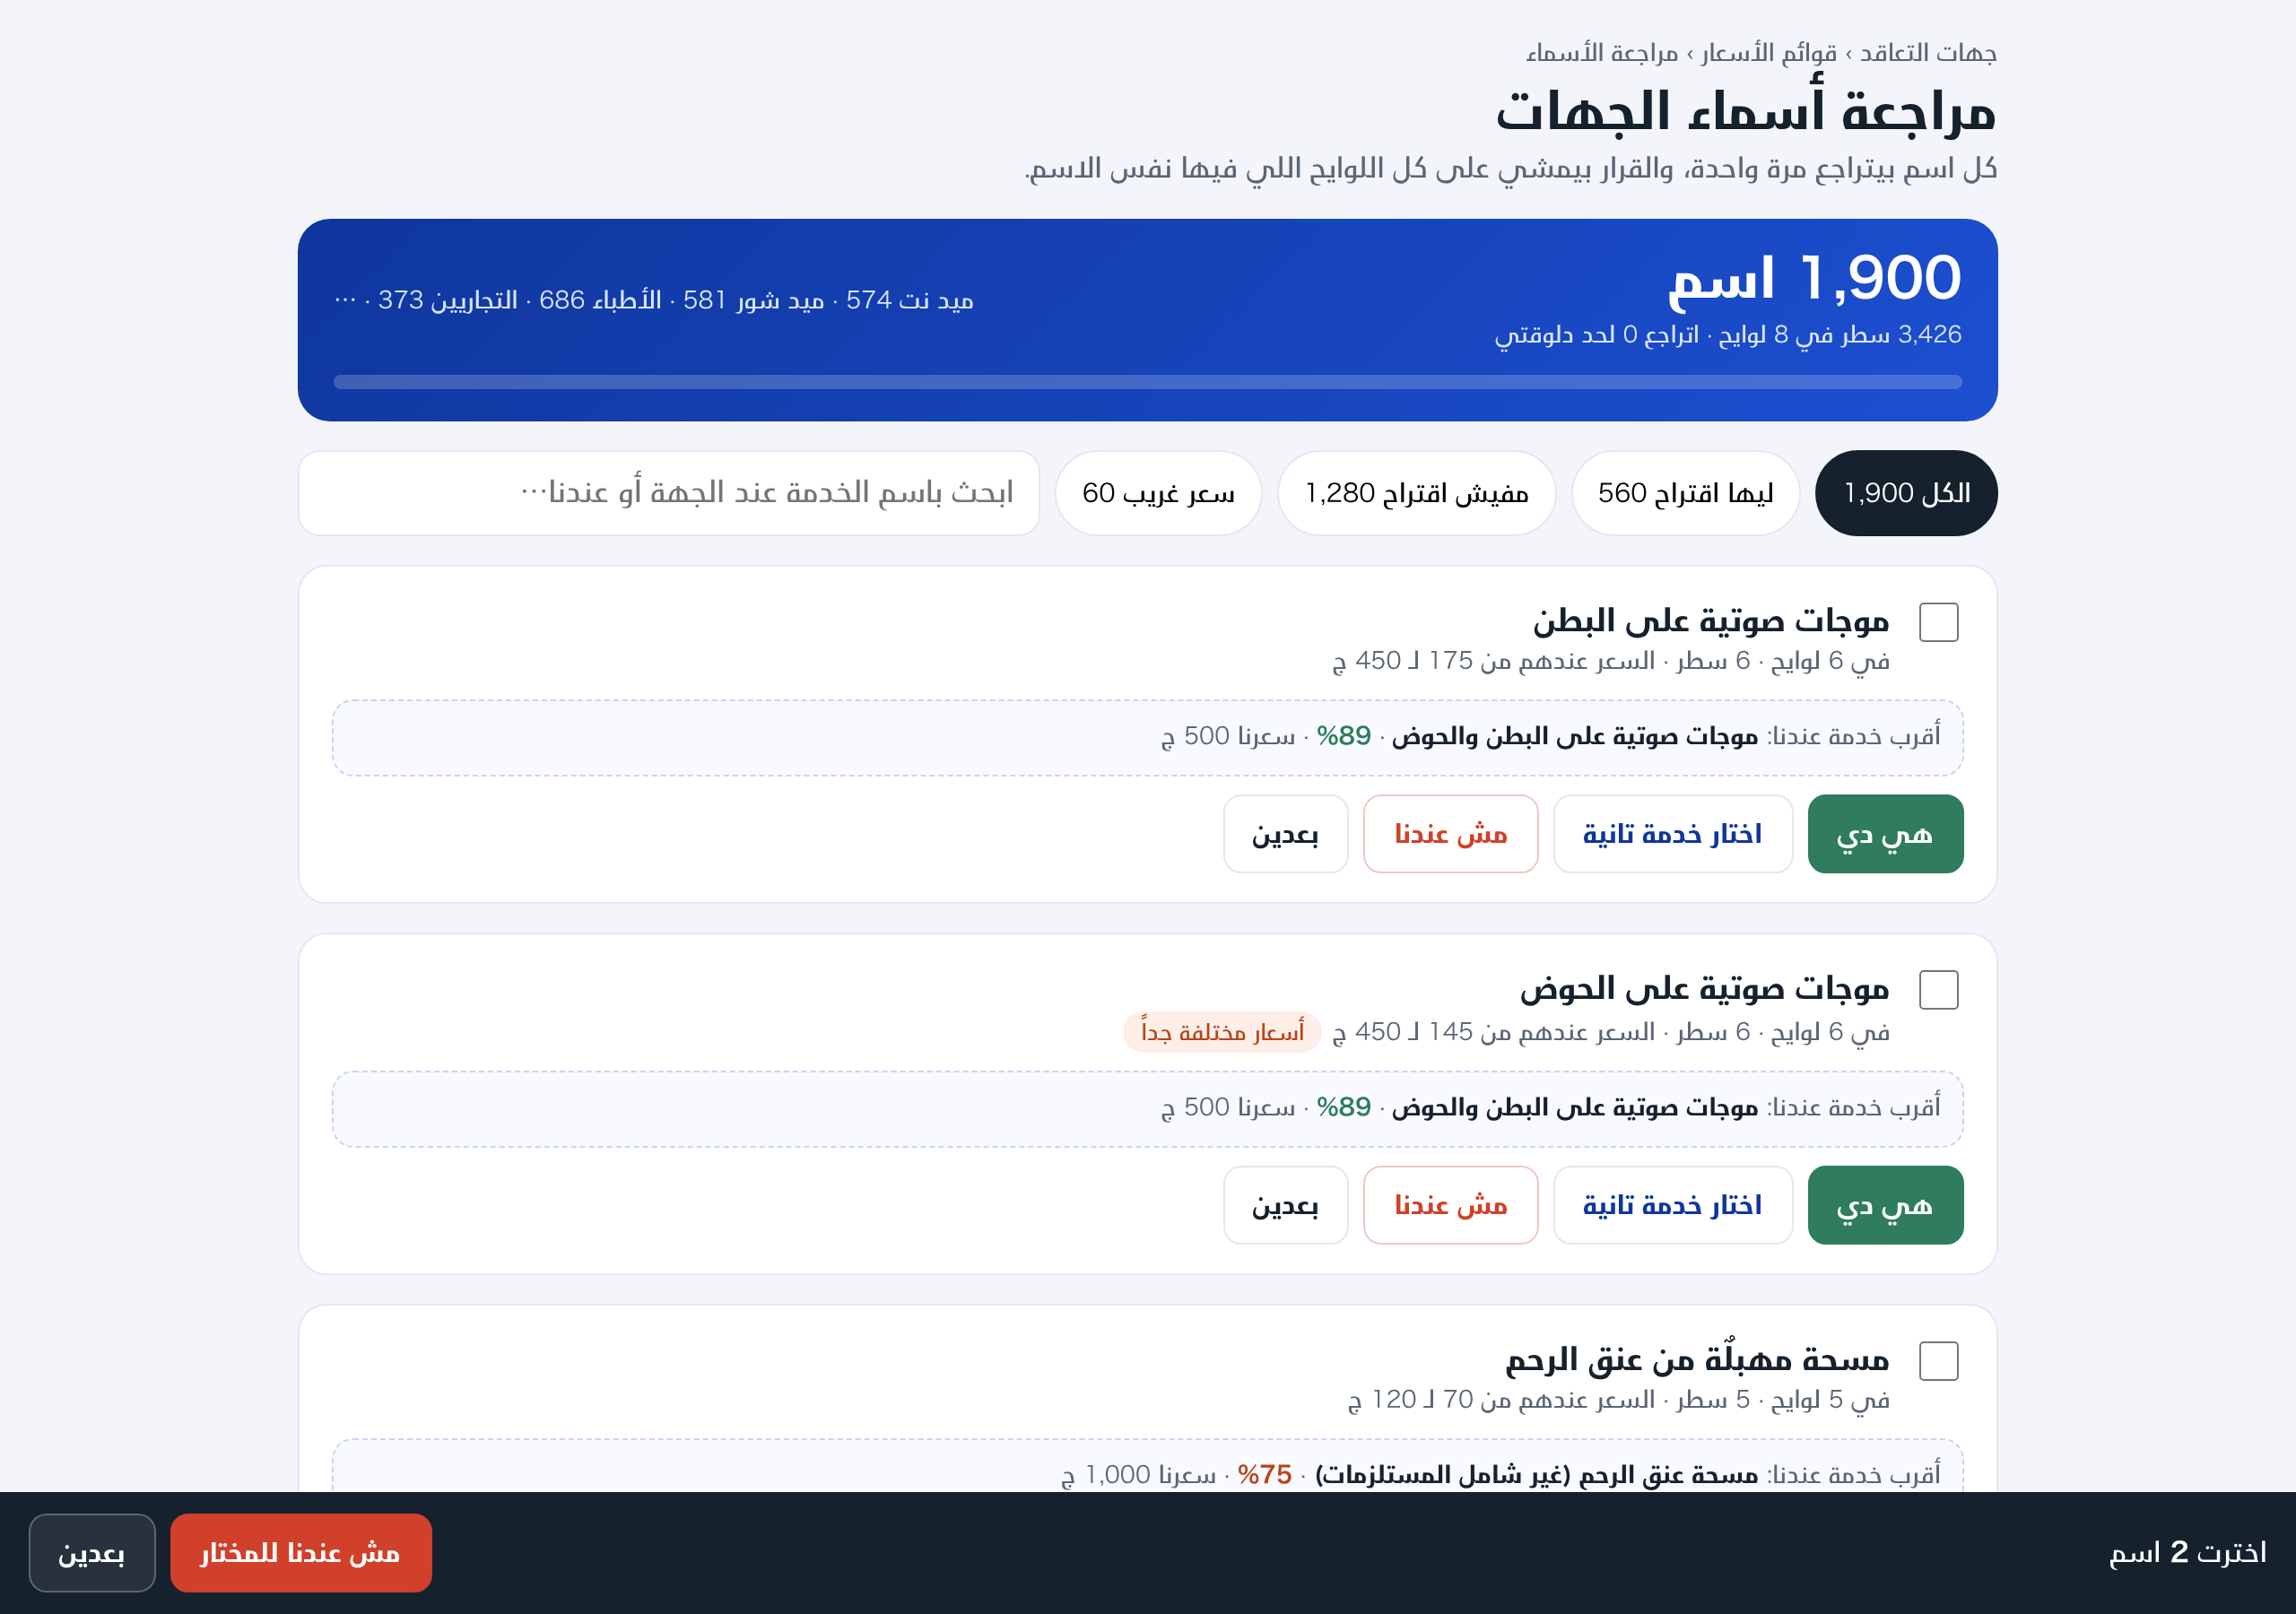 جهات التعاقد › قوائم الأسعار › مراجعة الأسماء
مراجعة أسماء الجهات
كل اسم بيتراجع مرة واحدة، والقرار بيمشي على كل اللوايح اللي فيها نفس الاسم.
1,900 اسم
3,426 سطر في 8 لوايح · اتراجع 0 لحد دلوقتي
ميد نت 574 · ميد شور 581 · الأطباء 686 · التجاريين 373 · …
الكل 1,900
ليها اقتراح 560
مفيش اقتراح 1,280
سعر غريب 60
ابحث باسم الخدمة عند الجهة أو عندنا…
موجات صوتية على البطن
في 6 لوايح · 6 سطر · السعر عندهم من 175 لـ 450 ج
أقرب خدمة عندنا: موجات صوتية على البطن والحوض · 89% · سعرنا 500 ج
هي دي
اختار خدمة تانية
مش عندنا
بعدين
موجات صوتية على الحوض
في 6 لوايح · 6 سطر · السعر عندهم من 145 لـ 450 ج أسعار مختلفة جداً
أقرب خدمة عندنا: موجات صوتية على البطن والحوض · 89% · سعرنا 500 ج
هي دي
اختار خدمة تانية
مش عندنا
بعدين
مسحة من عنق الرحم
في 5 لوايح · 5 سطر · السعر عندهم من 70 لـ 120 ج
أقرب خدمة عندنا: مسحة عنق الرحم (غير شامل المستلزمات) · 75% · سعرنا 1,000 ج
اخترت 2 اسم
مش عندنا للمختار
بعدين